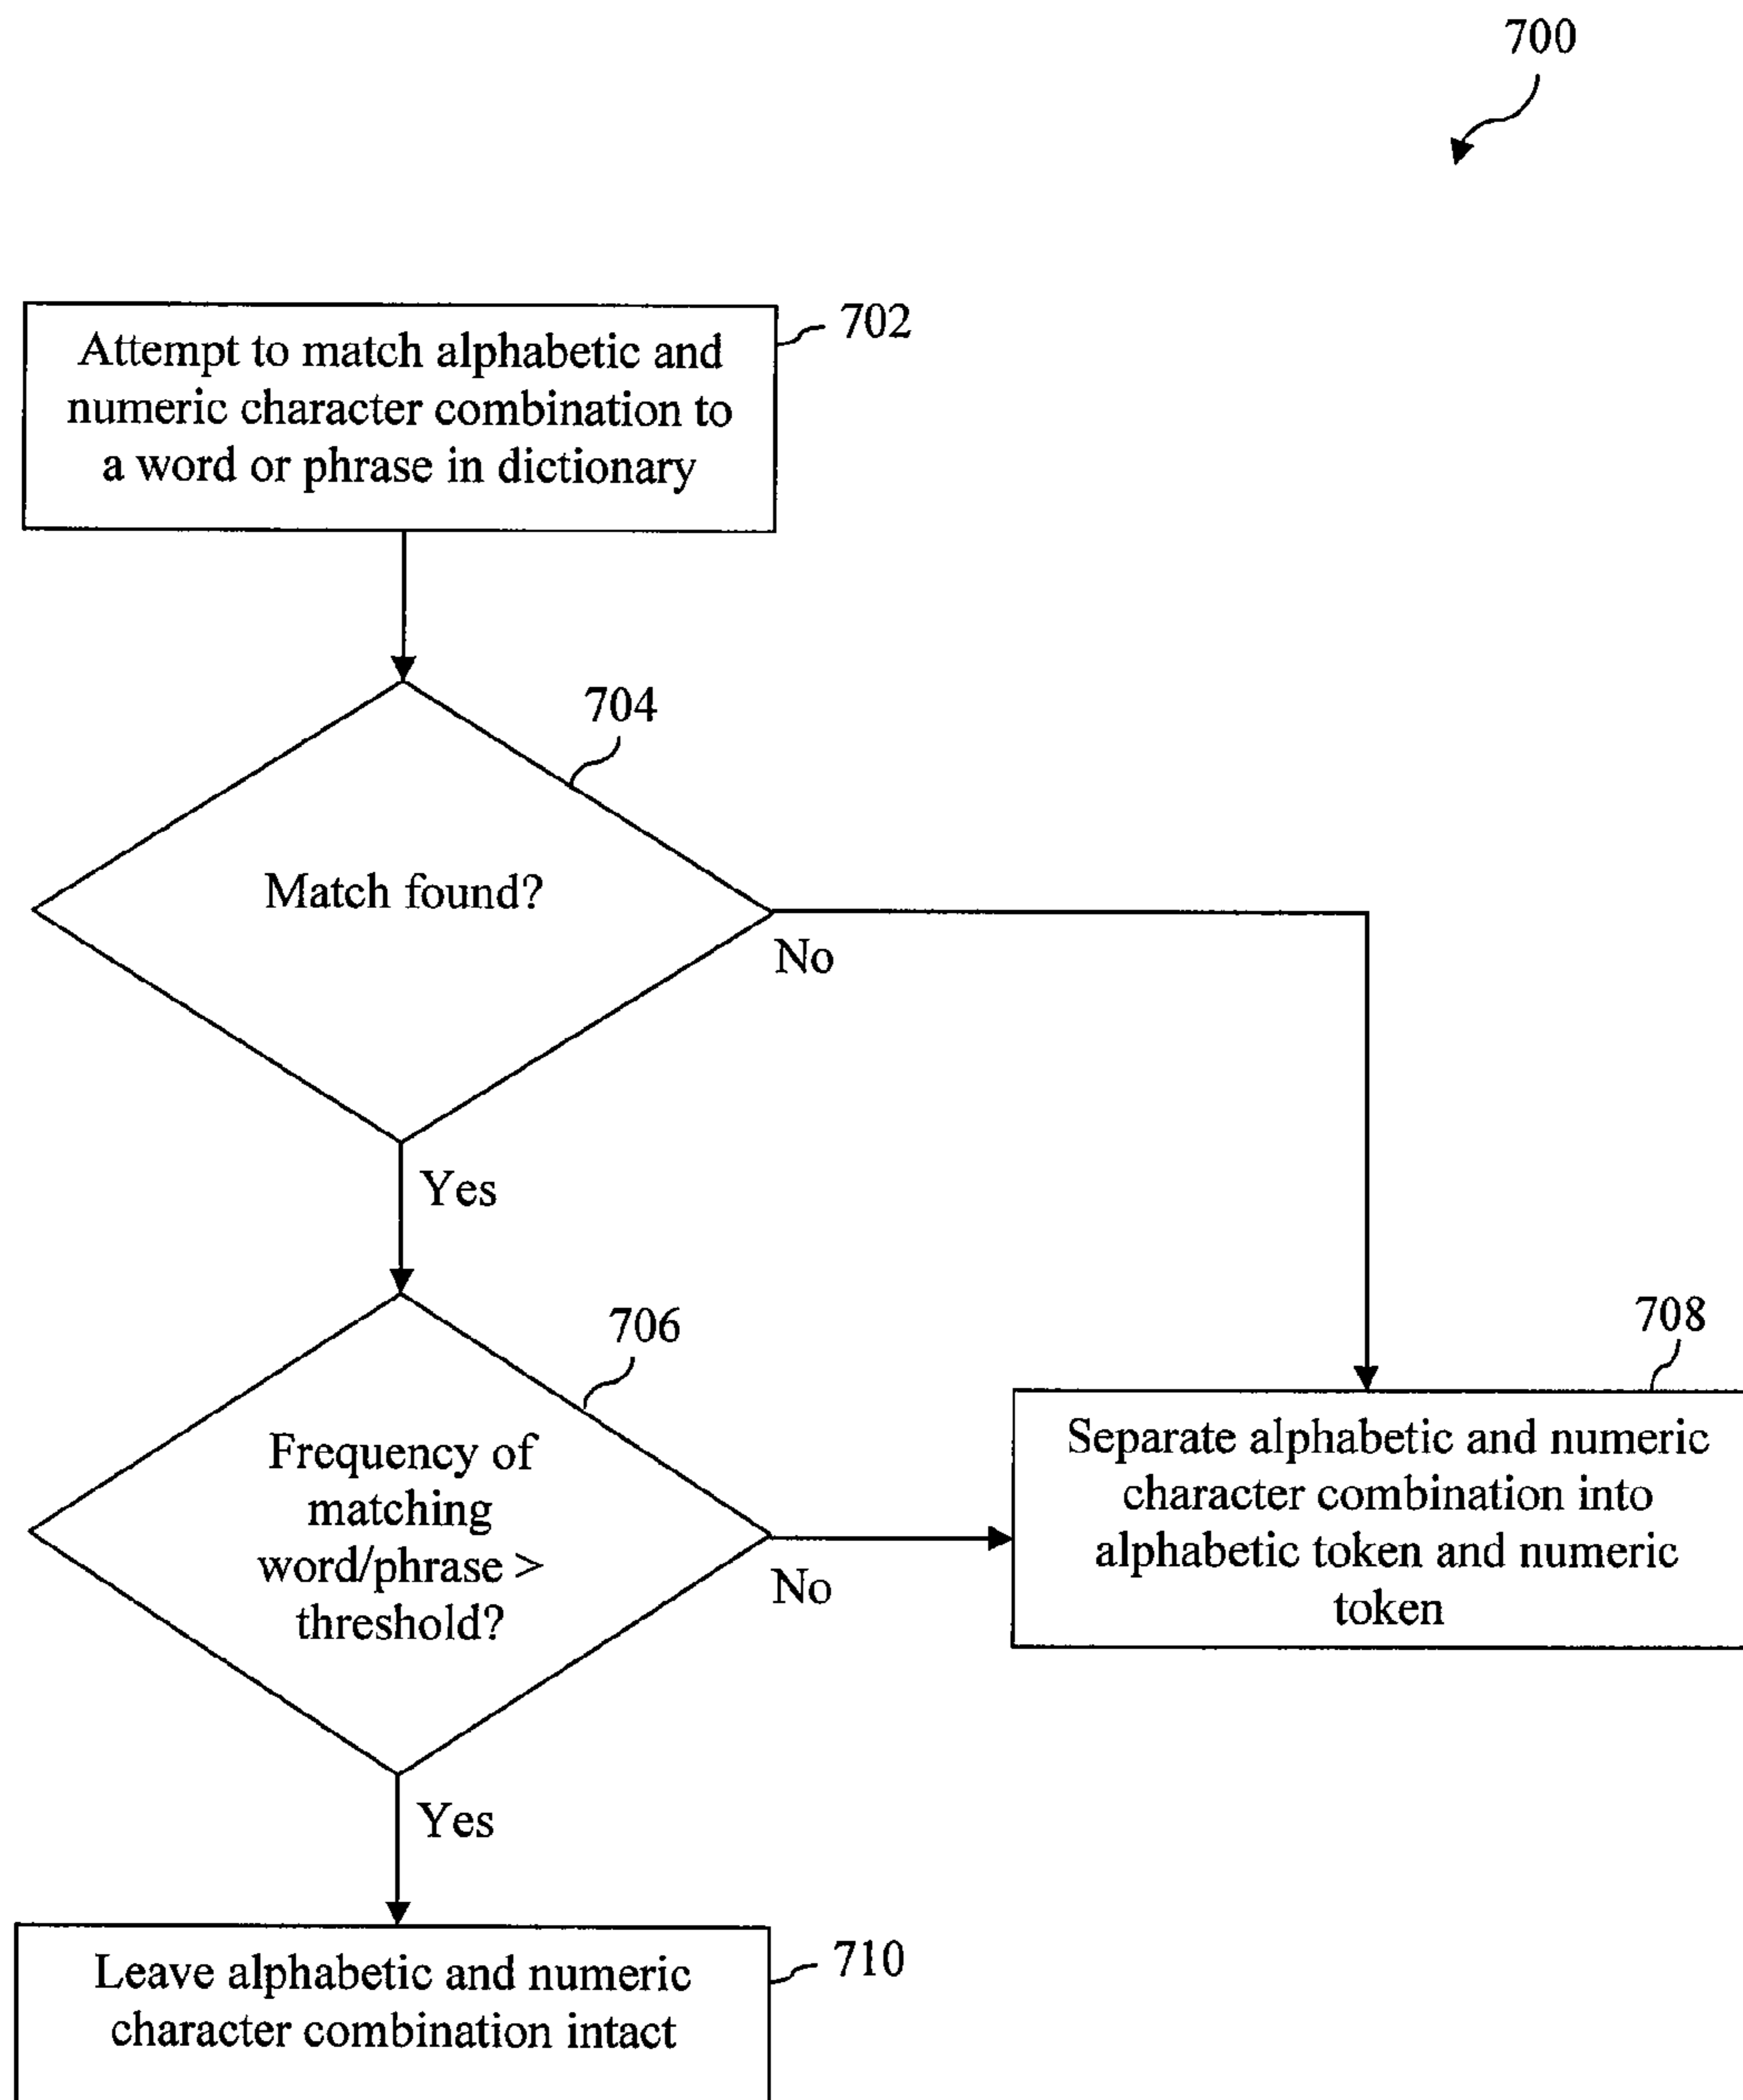 700
702
Attempt to match alphabetic and
numeric character combination to
a word or phrase in dictionary
704
Match found?
No
Yes
706
Frequency of
matching
word/phrase >
threshold?
No
708
Separate alphabetic and numeric
character combination into
alphabetic token and numeric
token
Yes
710
Leave alphabetic and numeric
character combination intact